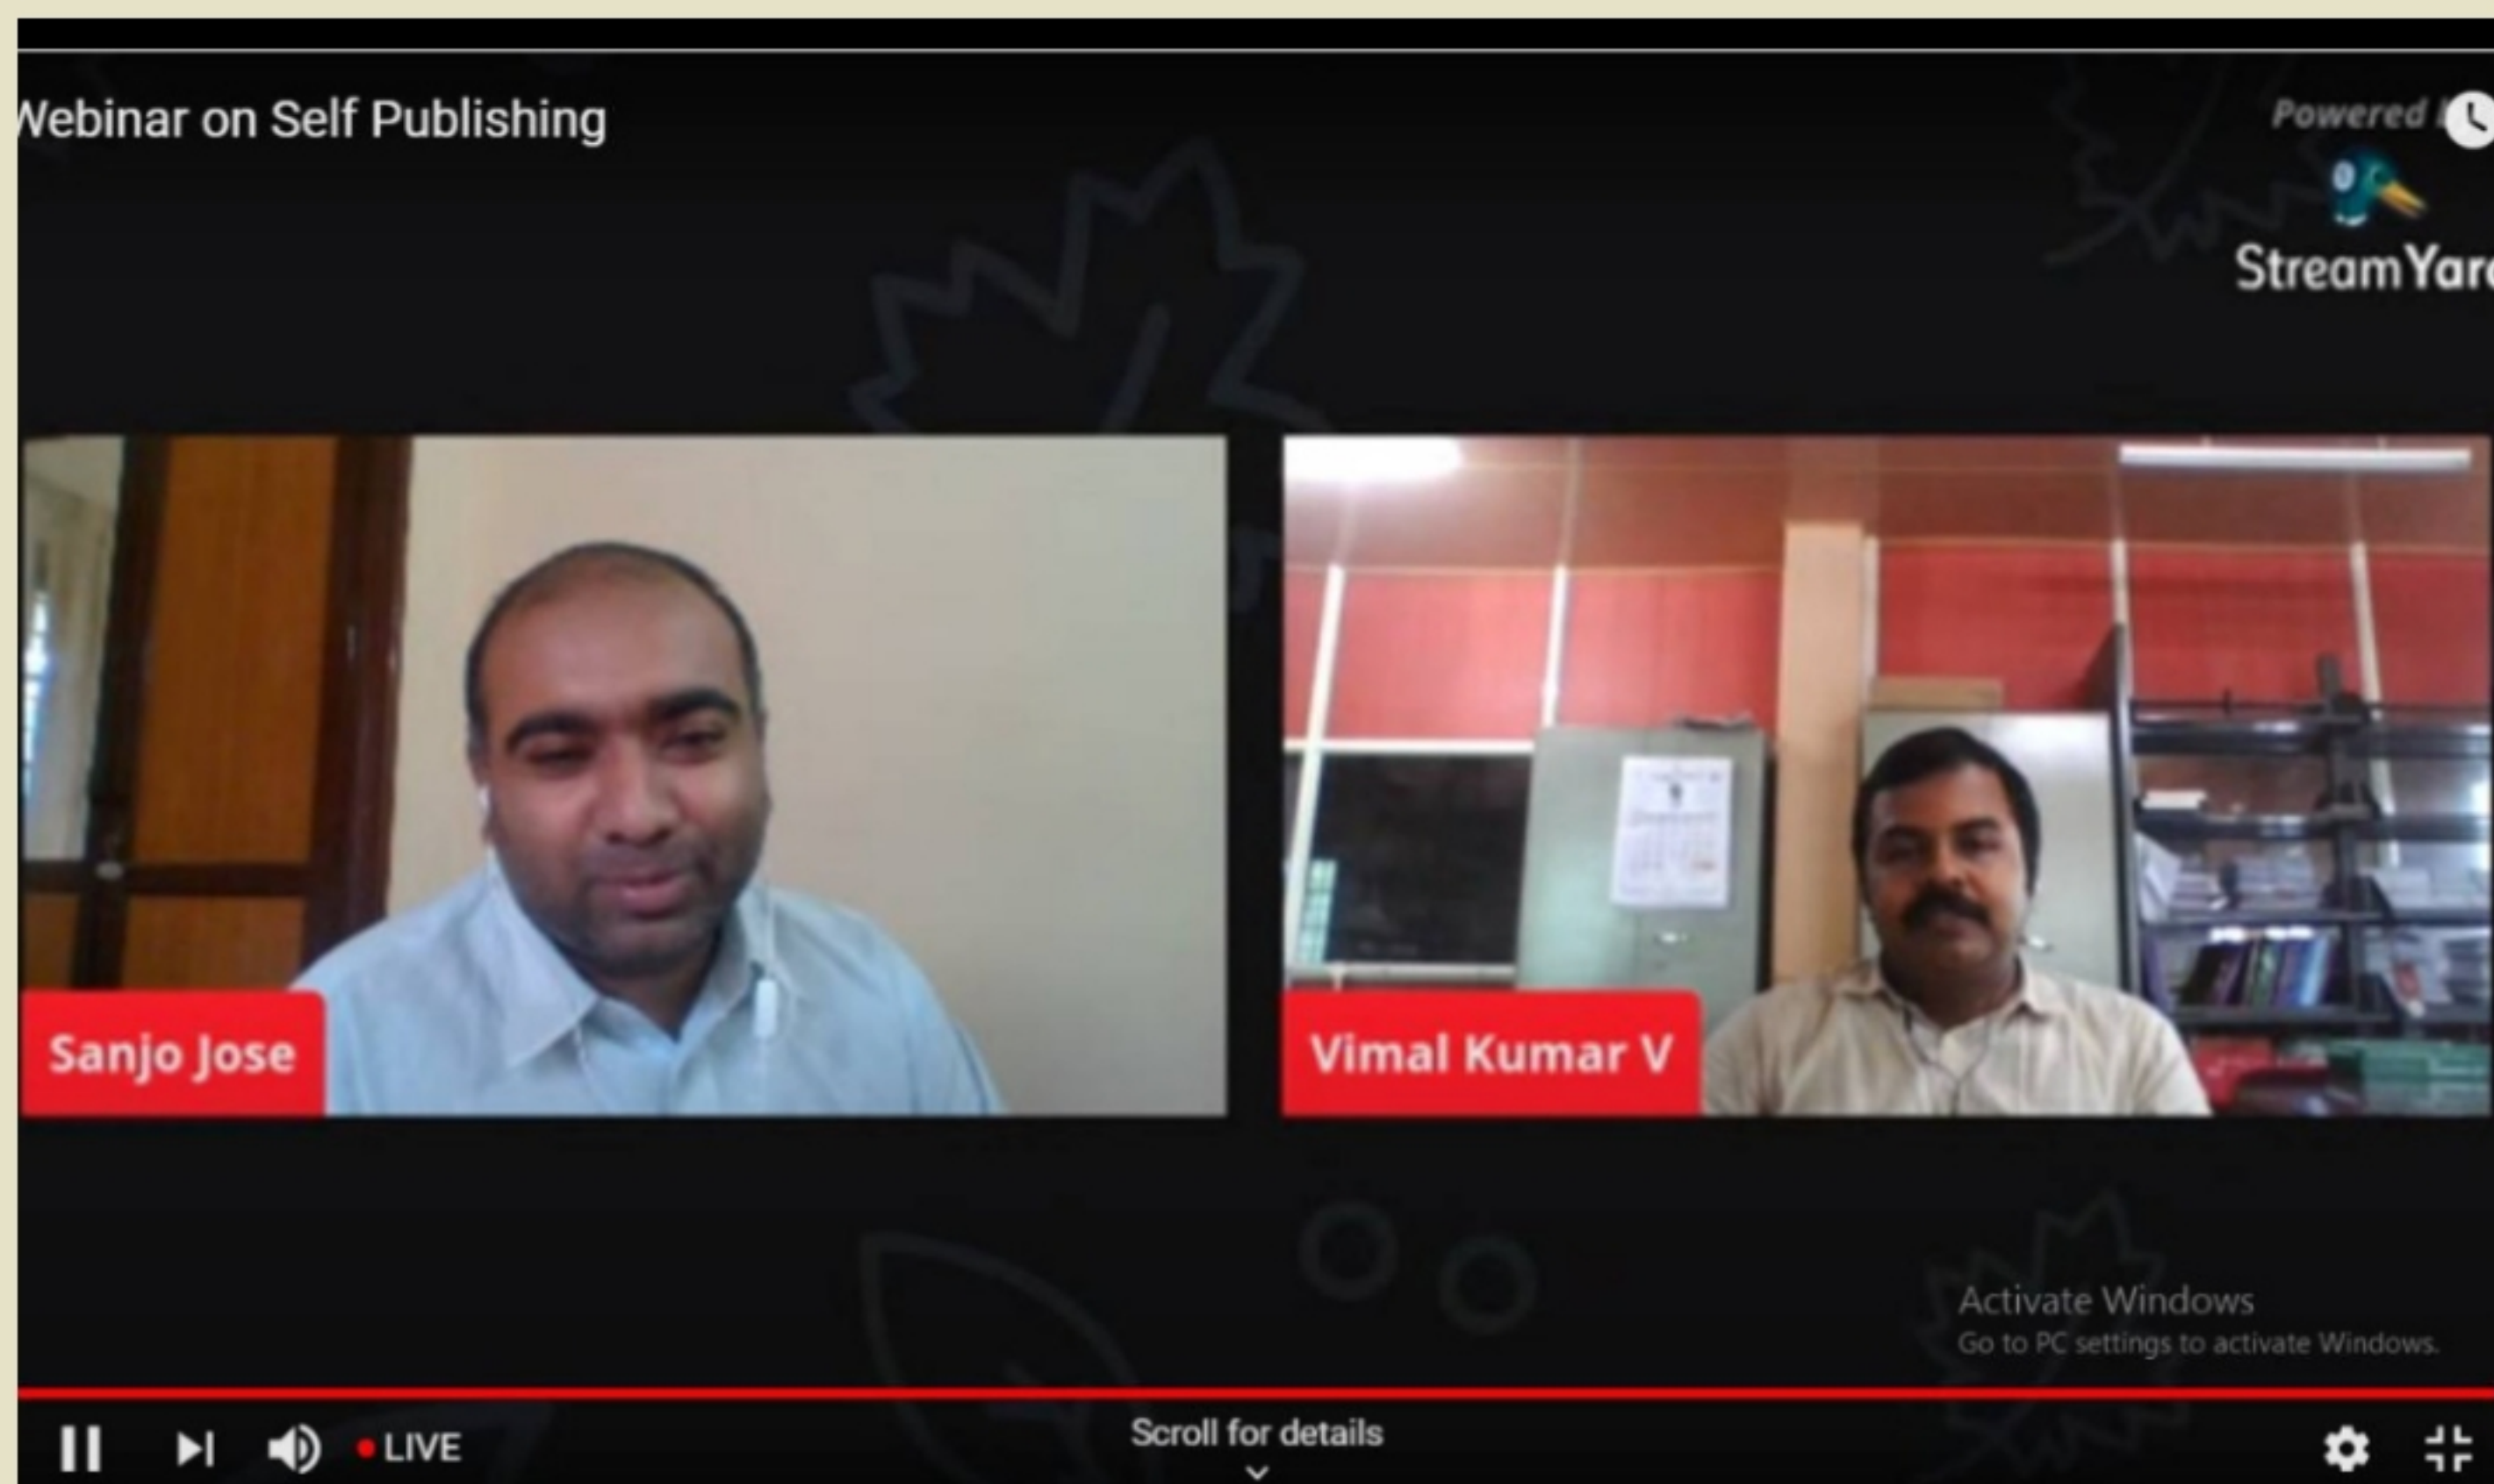 Webinar on Self Publishing
Powered
StreamYard
Sanjo Jose
Vimal Kumar V
Activate Windows
Go to PC settings to activate Windows.
LIVE
Scroll for details